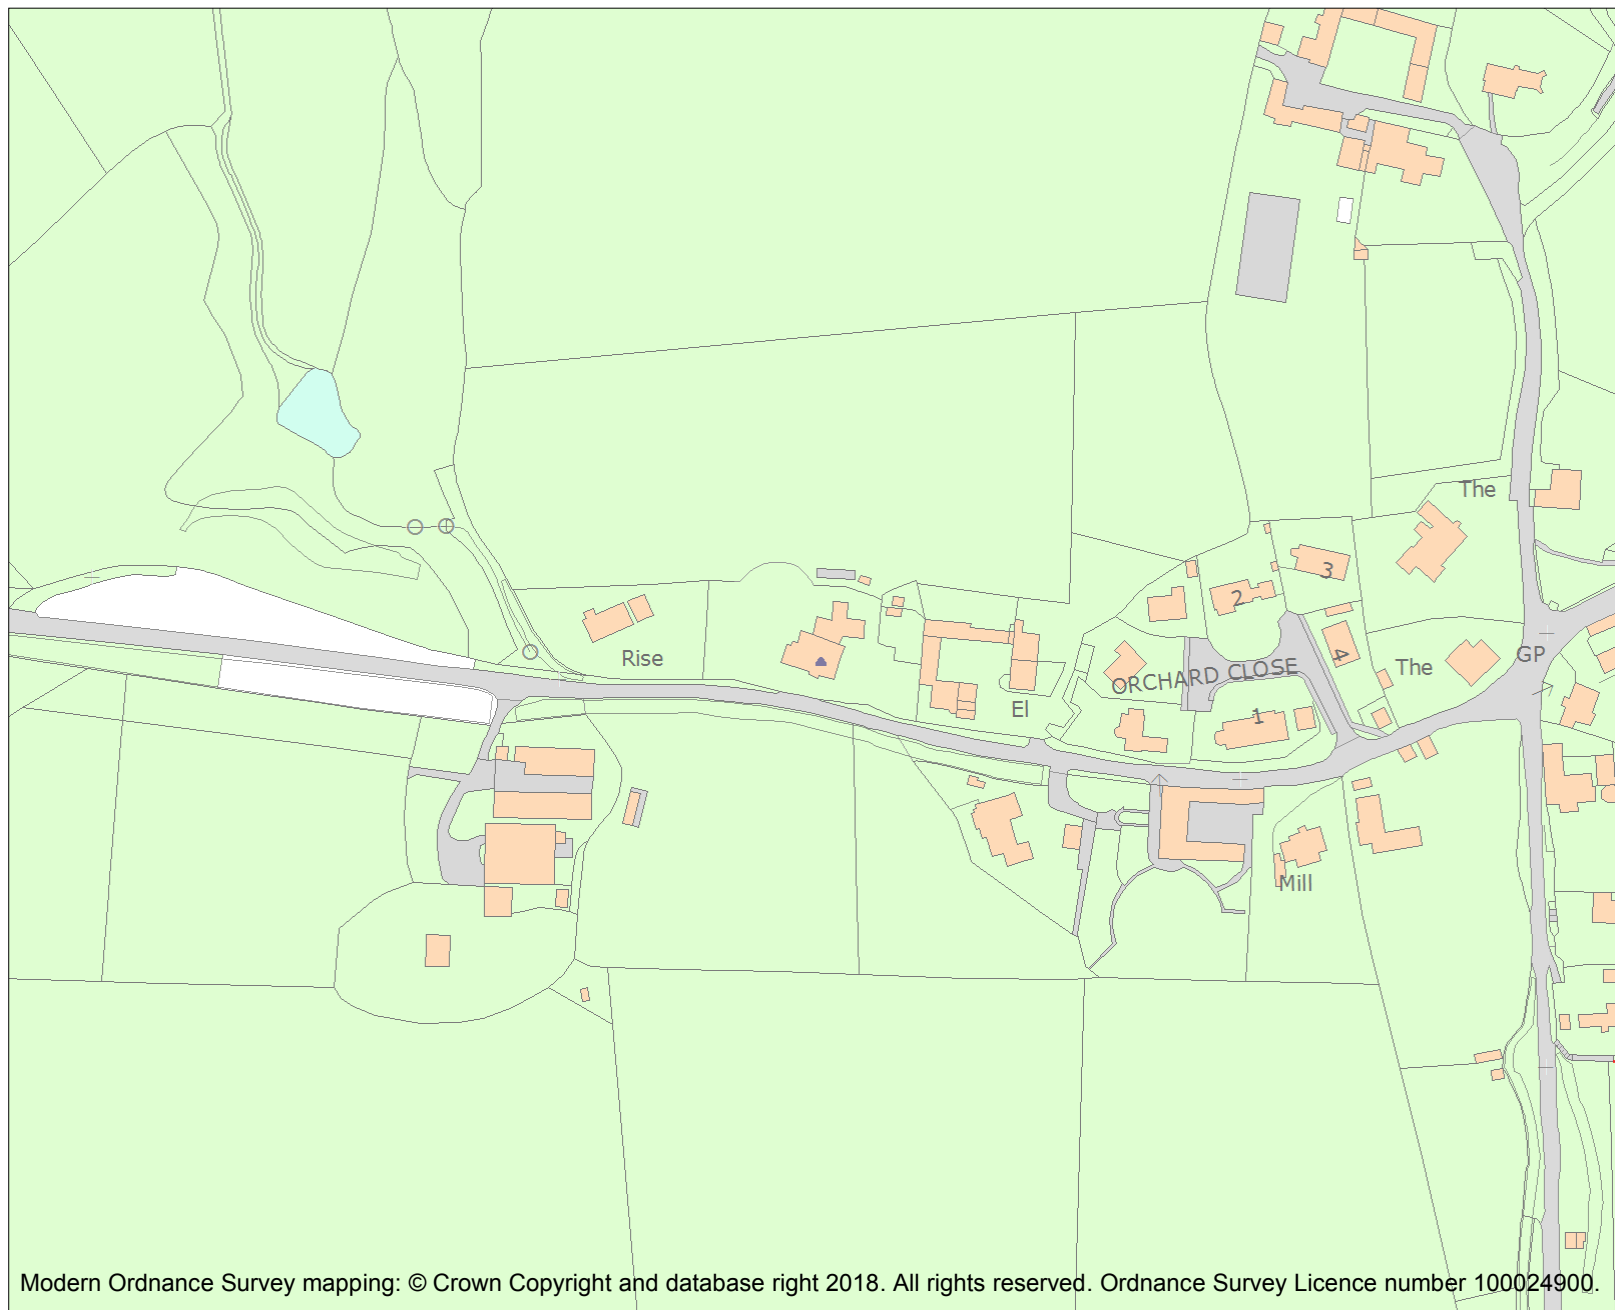 The
3
2
Rise
4
GP
The
ORCHARD CLOSE
El
1
Mill
Modern Ordnance Survey mapping: © Crown Copyright and database right 2018. All rights reserved. Ordnance Survey Licence number 100024900.